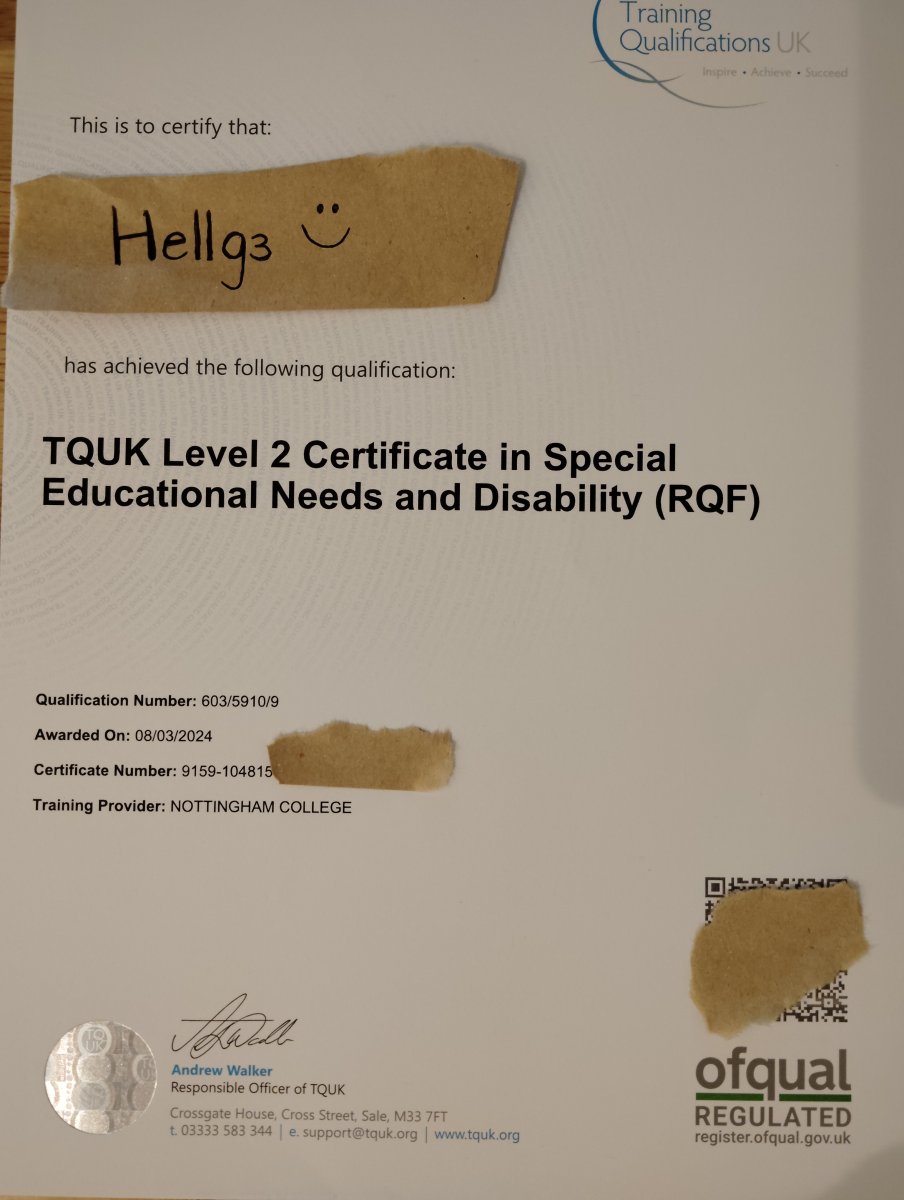 Training
Qualifications UK
Inspire • Achieve • Succeed
This is to certify that:
Hellg3
has achieved the following qualification:
TQUK Level 2 Certificate in Special
Educational Needs and Disability (RQF)
Qualification Number: 603/5910/9
Awarded On: 08/03/2024
Certificate Number: 9159-104815
Training Provider: NOTTINGHAM COLLEGE
Andrew Walker
Responsible Officer of TQUK
Crossgate House, Cross Street, Sale, M33 7FT
t. 03333 583 344 | e. support@tquk.org | www.tquk.org
ofqual
REGULATED
register.ofqual.gov.uk